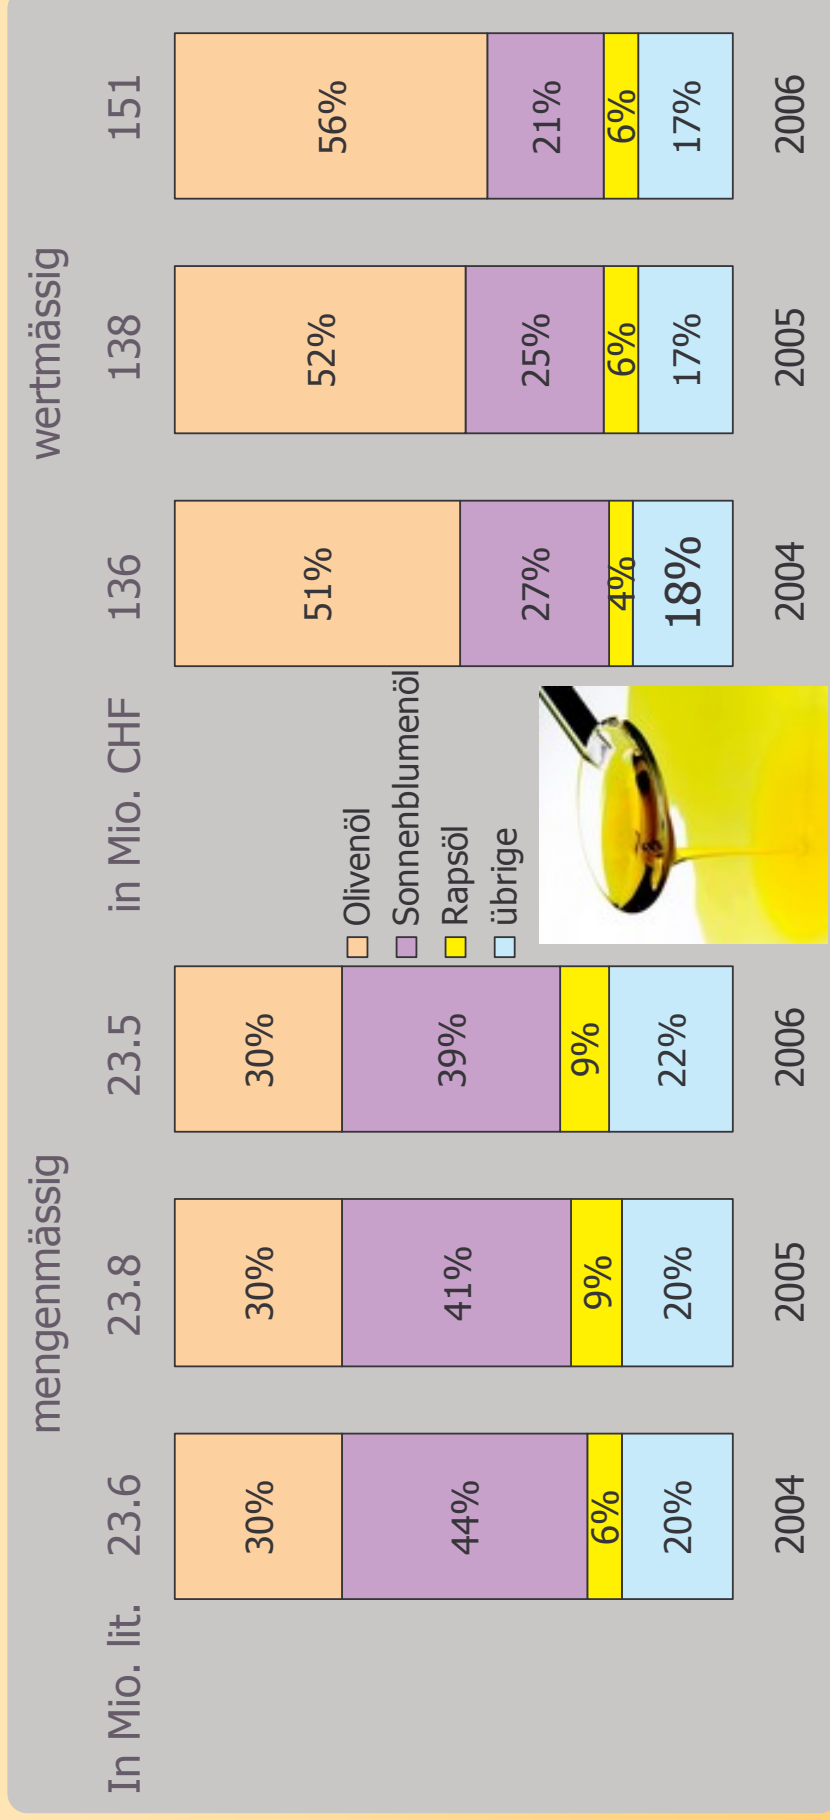 mengenmässig wertmässig
In Mio. lit. 23.6 23.8 23.5 in Mio. CHF 136 138 151
30% 30% 30% 51% 52% 56%
44% 41% 39% 27% 25% 21%
6% 9% 9% 4% 6% 6%
20% 20% 22% 18% 17% 17%
Olivenöl
Sonnenblumenöl
Rapsöl
übrige
2004 2005 2006 2004 2005 2006